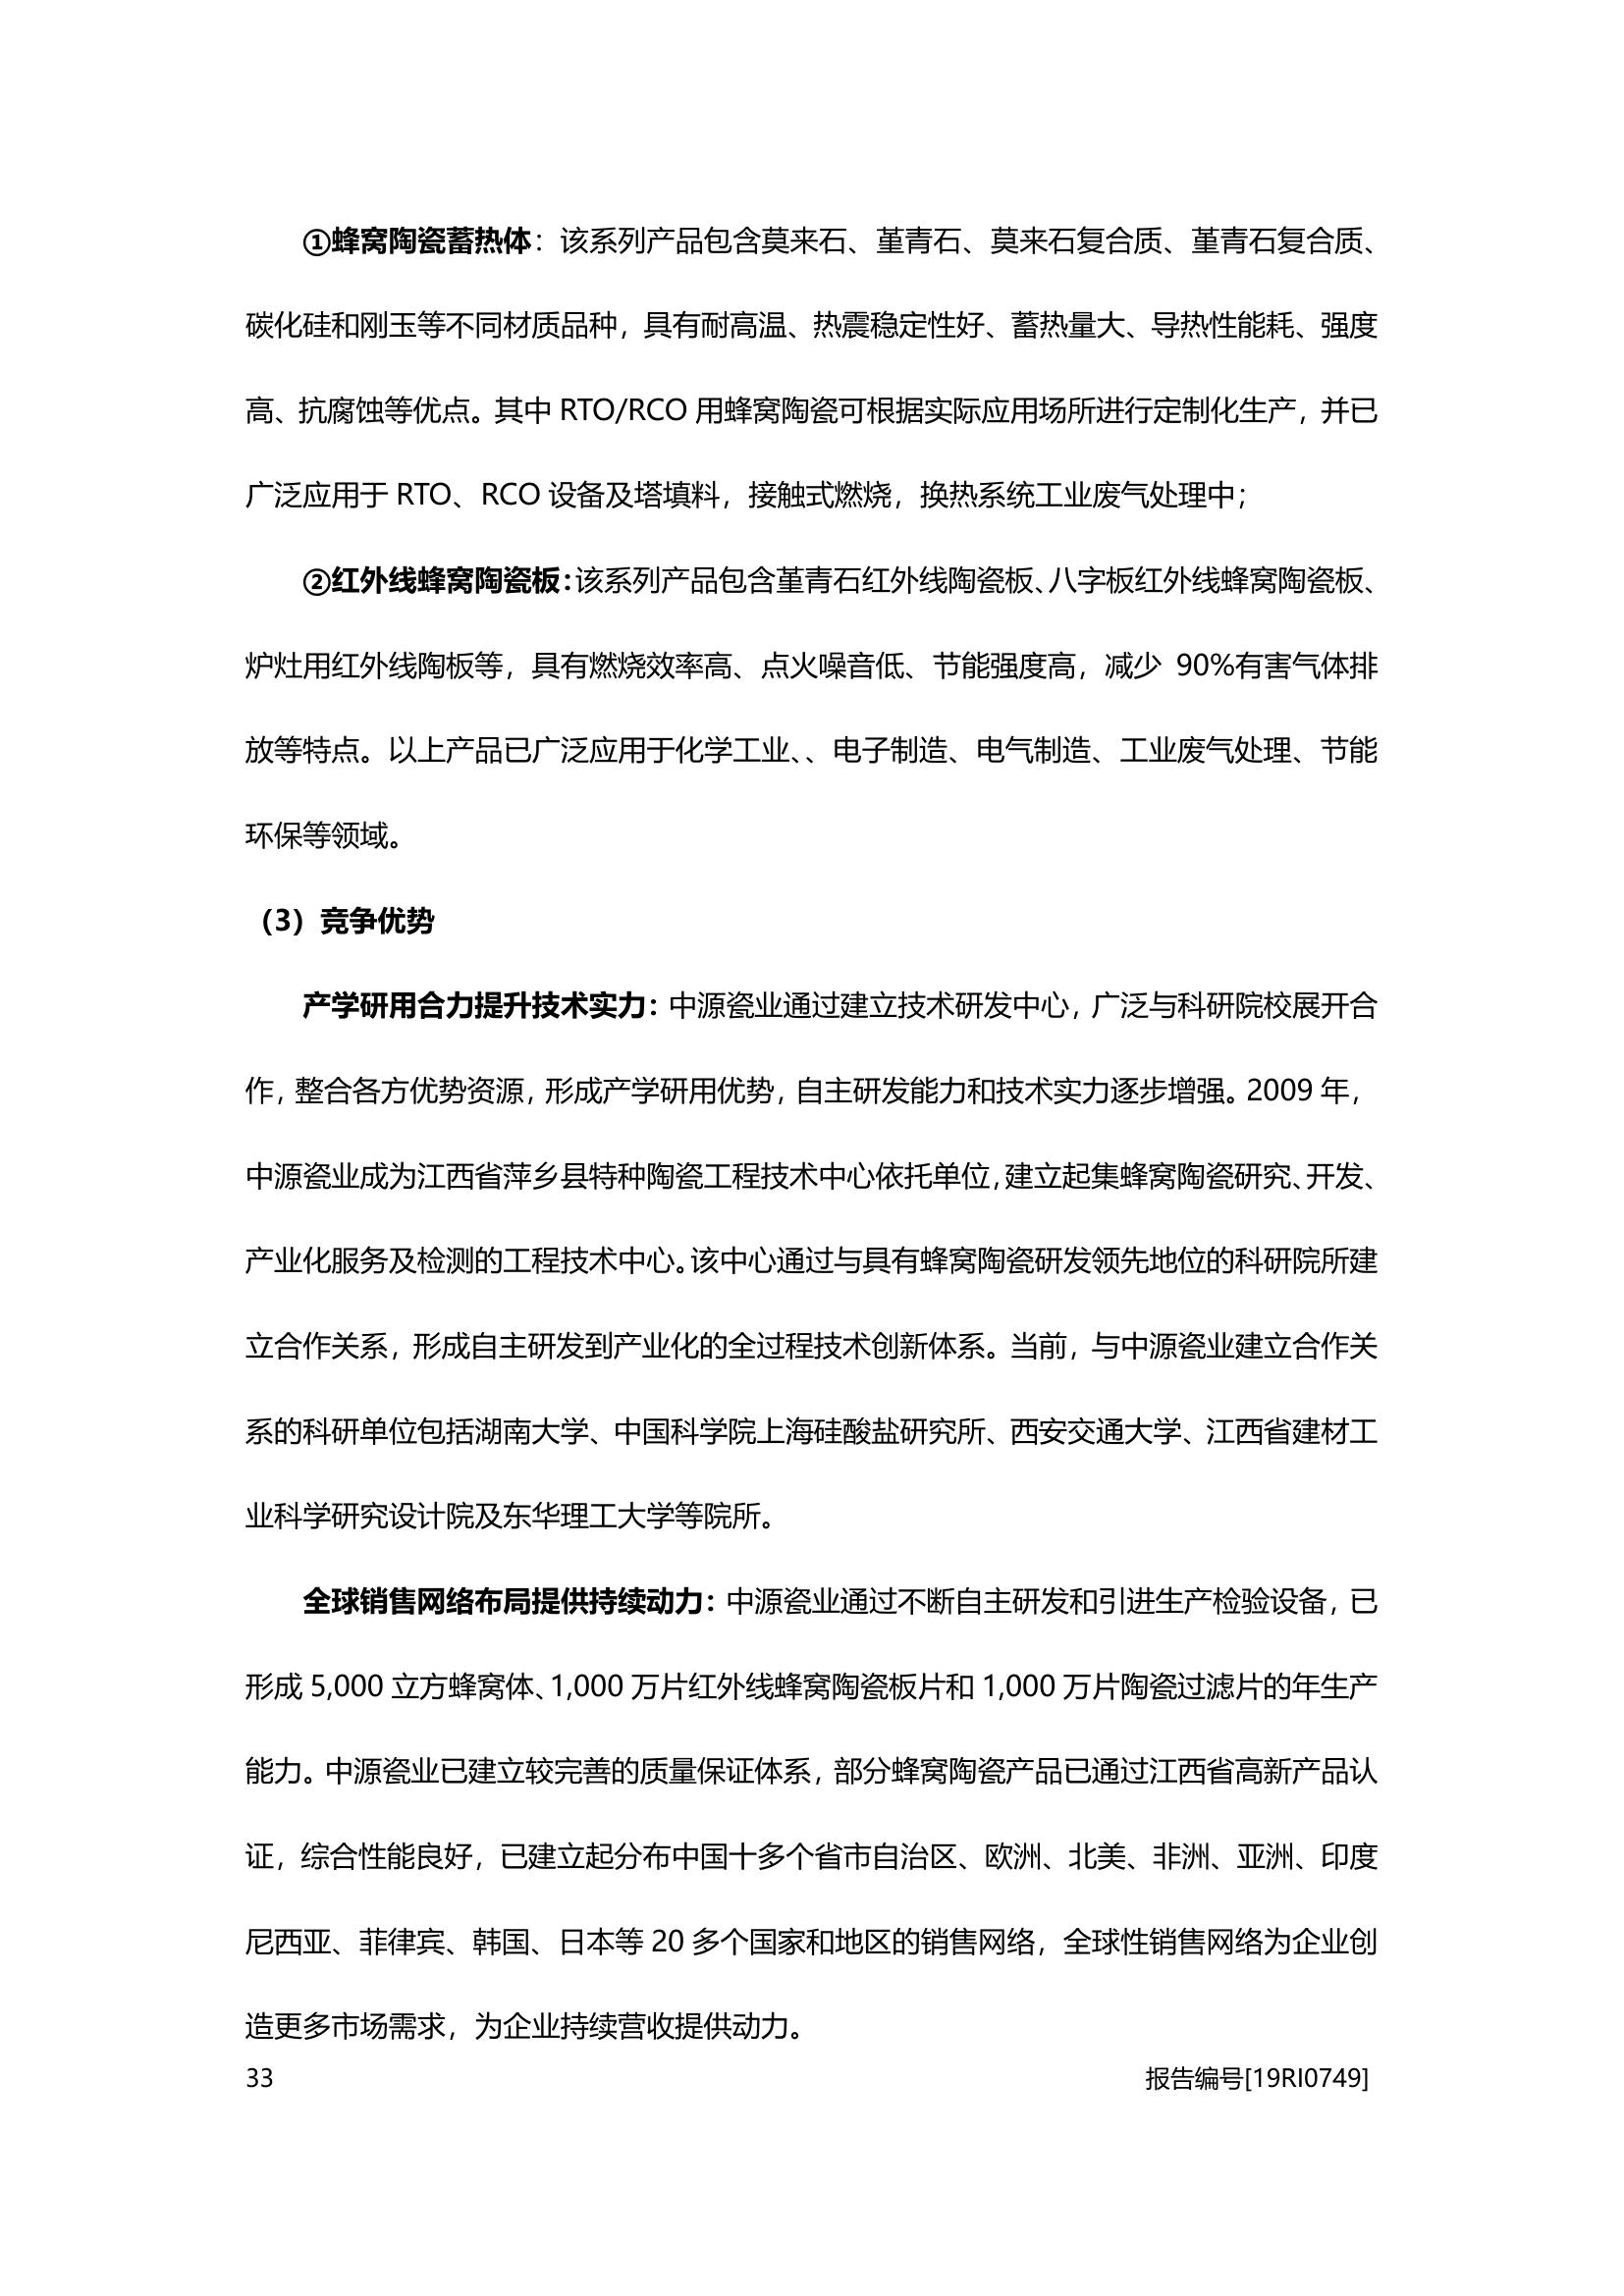 ①蜂窝陶瓷蓄热体：该系列产品包含莫来石、堇青石、莫来石复合质、堇青石复合质、
碳化硅和刚玉等不同材质品种，具有耐高温、热震稳定性好、蓄热量大、导热性能耗、强度
高、抗腐蚀等优点。其中 RTO/RCO 用蜂窝陶瓷可根据实际应用场所进行定制化生产，并已
广泛应用于 RTO、RCO 设备及塔填料，接触式燃烧，换热系统工业废气处理中；
②红外线蜂窝陶瓷板：该系列产品包含堇青石红外线陶瓷板、八字板红外线蜂窝陶瓷板、
炉灶用红外线陶板等，具有燃烧效率高、点火噪音低、节能强度高，减少 90%有害气体排
放等特点。以上产品已广泛应用于化学工业、、电子制造、电气制造、工业废气处理、节能
环保等领域。
（3）竞争优势
产学研用合力提升技术实力：中源瓷业通过建立技术研发中心，广泛与科研院校展开合
作，整合各方优势资源，形成产学研用优势，自主研发能力和技术实力逐步增强。2009 年，
中源瓷业成为江西省萍乡县特种陶瓷工程技术中心依托单位，建立起集蜂窝陶瓷研究、开发、
产业化服务及检测的工程技术中心。该中心通过与具有蜂窝陶瓷研发领先地位的科研院所建
立合作关系，形成自主研发到产业化的全过程技术创新体系。当前，与中源瓷业建立合作关
系的科研单位包括湖南大学、中国科学院上海硅酸盐研究所、西安交通大学、江西省建材工
业科学研究设计院及东华理工大学等院所。
全球销售网络布局提供持续动力：中源瓷业通过不断自主研发和引进生产检验设备，已
形成 5,000 立方蜂窝体、1,000 万片红外线蜂窝陶瓷板片和 1,000 万片陶瓷过滤片的年生产
能力。中源瓷业已建立较完善的质量保证体系，部分蜂窝陶瓷产品已通过江西省高新产品认
证，综合性能良好，已建立起分布中国十多个省市自治区、欧洲、北美、非洲、亚洲、印度
尼西亚、菲律宾、韩国、日本等 20 多个国家和地区的销售网络，全球性销售网络为企业创
造更多市场需求，为企业持续营收提供动力。
33 报告编号[19RI0749]